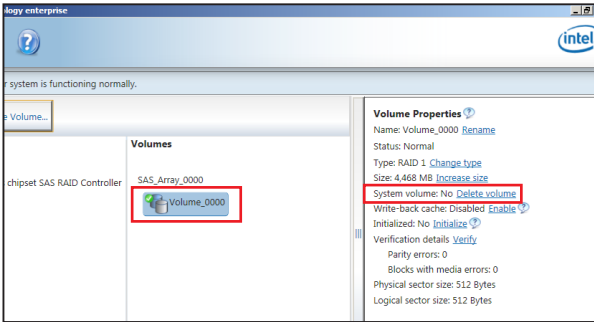 ology enterprise
?
intel
r system is functioning normally.
e Volume...
Volumes
chipset SAS RAID Controller
SAS_Array_0000
Volume_0000
Volume Properties ?
Name: Volume_0000 Rename
Status: Normal
Type: RAID 1 Change type
Size: 4,468 MB Increase size
System volume: No Delete volume
Write-back cache: Disabled Enable ?
Initialized: No Initialize ?
Verification details Verify
Parity errors: 0
Blocks with media errors: 0
Physical sector size: 512 Bytes
Logical sector size: 512 Bytes